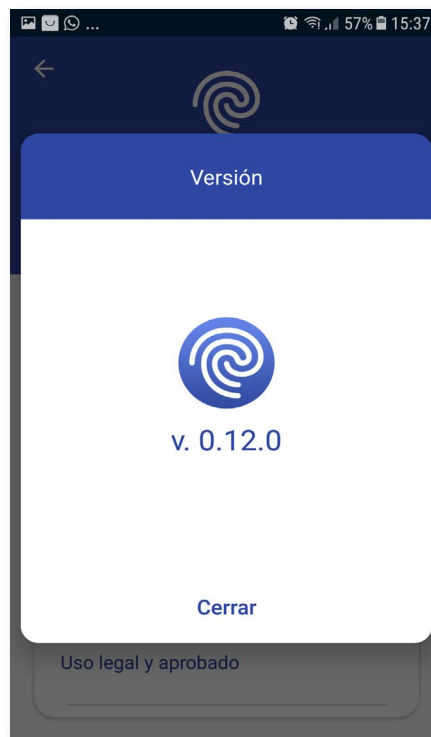 ... 57% 15:37
Versión
v. 0.12.0
Cerrar
Uso legal y aprobado